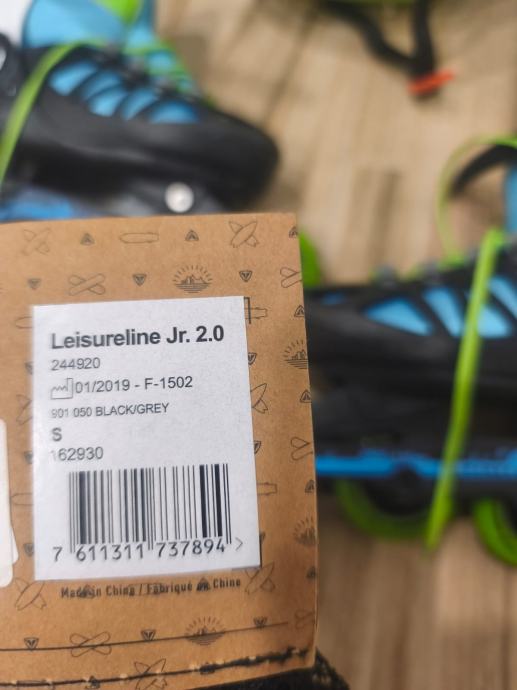 Leisureline Jr. 2.0
244920
01/2019 - F-1502
901 050 BLACK/GREY
S
162930
7 611311 737894 >
Made in China / Fabriqué en Chine